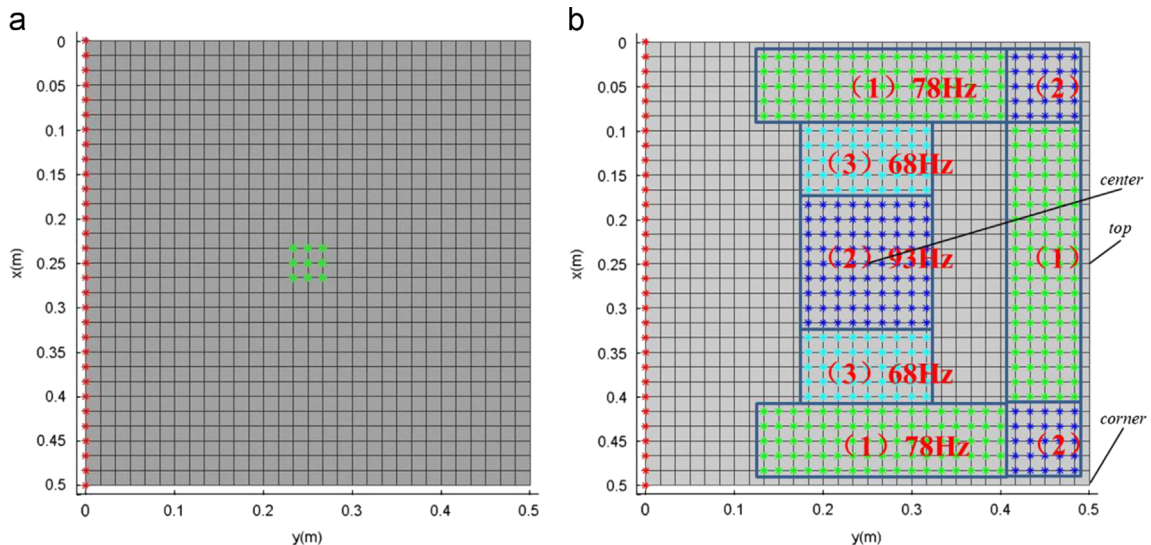 a
0
0.05
0.1
0.15
0.2
0.25
0.3
0.35
0.4
0.45
0.5
x(m)
0 0.1 0.2 0.3 0.4 0.5
y(m)
b
0
0.05
0.1
0.15
0.2
0.25
0.3
0.35
0.4
0.45
0.5
x(m)
0 0.1 0.2 0.3 0.4 0.5
y(m)
（1）78Hz （2）
（3）68Hz
（2）93Hz （1）
（3）68Hz
（1）78Hz （2）
center
top
corner